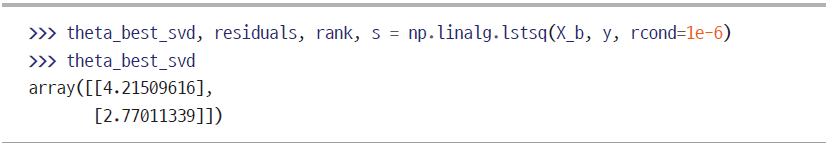 >>> theta_best_svd, residuals, rank, s = np.linalg.lstsq(X_b, y, rcond=1e-6)
>>> theta_best_svd
array([[4.21509616],
       [2.77011339]])